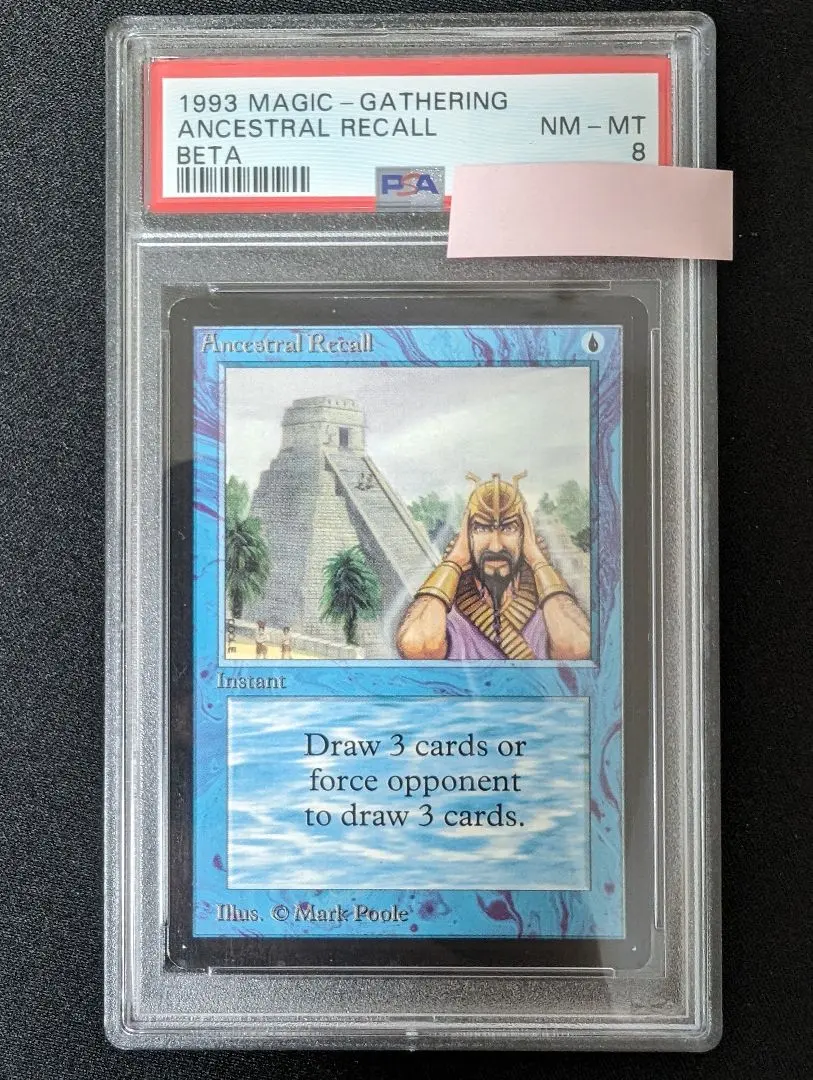 1993 MAGIC – GATHERING
ANCESTRAL RECALL NM – MT
BETA 8
PSA
Ancestral Recall
Instant
Draw 3 cards or
force opponent
to draw 3 cards.
Illus. © Mark Poole